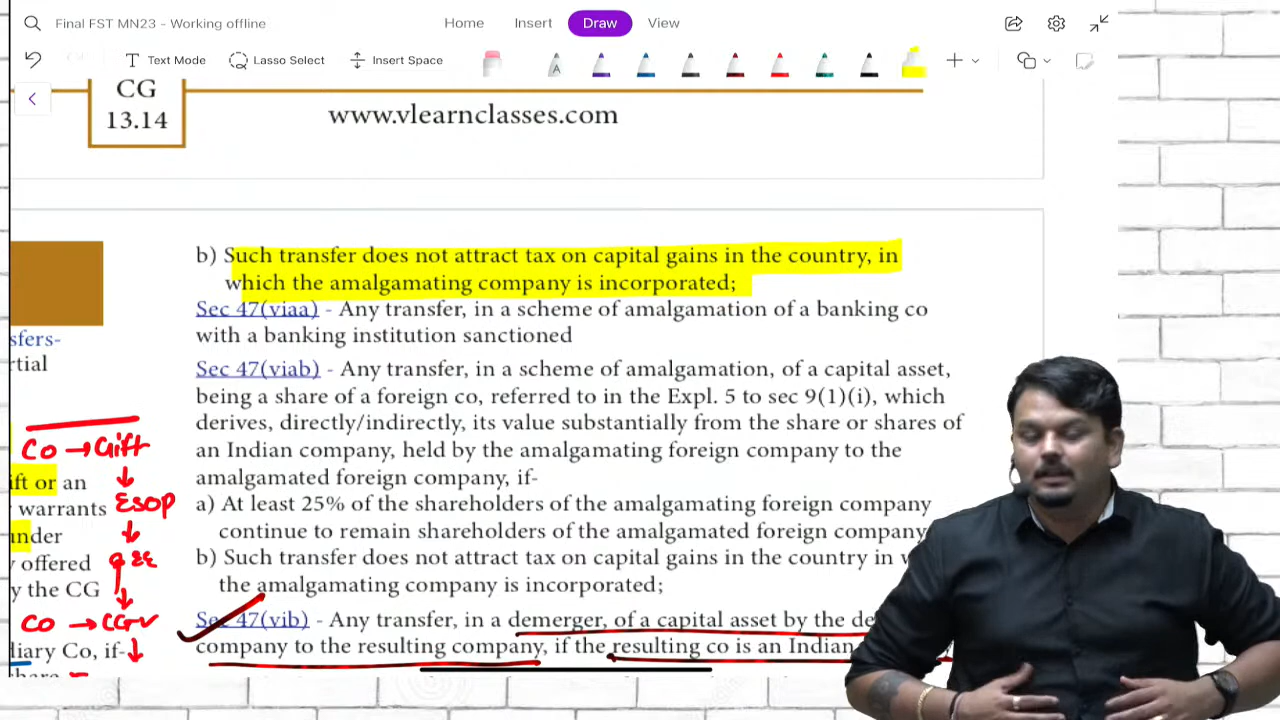 Final FST MN23 - Working offline
Home
Insert
Draw
View
Text Mode
Lasso Select
Insert Space
CG
13.14
www.vlearnclasses.com
b) Such transfer does not attract tax on capital gains in the country, in
which the amalgamating company is incorporated;
Sec 47(viaa) - Any transfer, in a scheme of amalgamation of a banking co
with a banking institution sanctioned
Sec 47(viab) - Any transfer, in a scheme of amalgamation, of a capital asset,
being a share of a foreign co, referred to in the Expl. 5 to sec 9(1)(i), which
derives, directly/indirectly, its value substantially from the share or shares of
an Indian company, held by the amalgamating foreign company to the
amalgamated foreign company, if-
a) At least 25% of the shareholders of the amalgamating foreign company
continue to remain shareholders of the amalgamated foreign company
b) Such transfer does not attract tax on capital gains in the country in
the amalgamating company is incorporated;
Sec 47(vib) - Any transfer, in a demerger, of a capital asset by the de
company to the resulting company, if the resulting co is an Indian
sfers-
rtial
Co → Gift
ift or an
warrants
ESOP
under
offered
y the CG
Co →
liary Co, if-